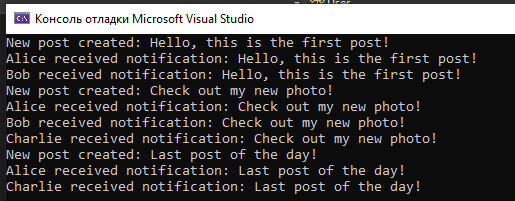 User
Консоль отладки Microsoft Visual Studio
New post created: Hello, this is the first post!
Alice received notification: Hello, this is the first post!
Bob received notification: Hello, this is the first post!
New post created: Check out my new photo!
Alice received notification: Check out my new photo!
Bob received notification: Check out my new photo!
Charlie received notification: Check out my new photo!
New post created: Last post of the day!
Alice received notification: Last post of the day!
Charlie received notification: Last post of the day!